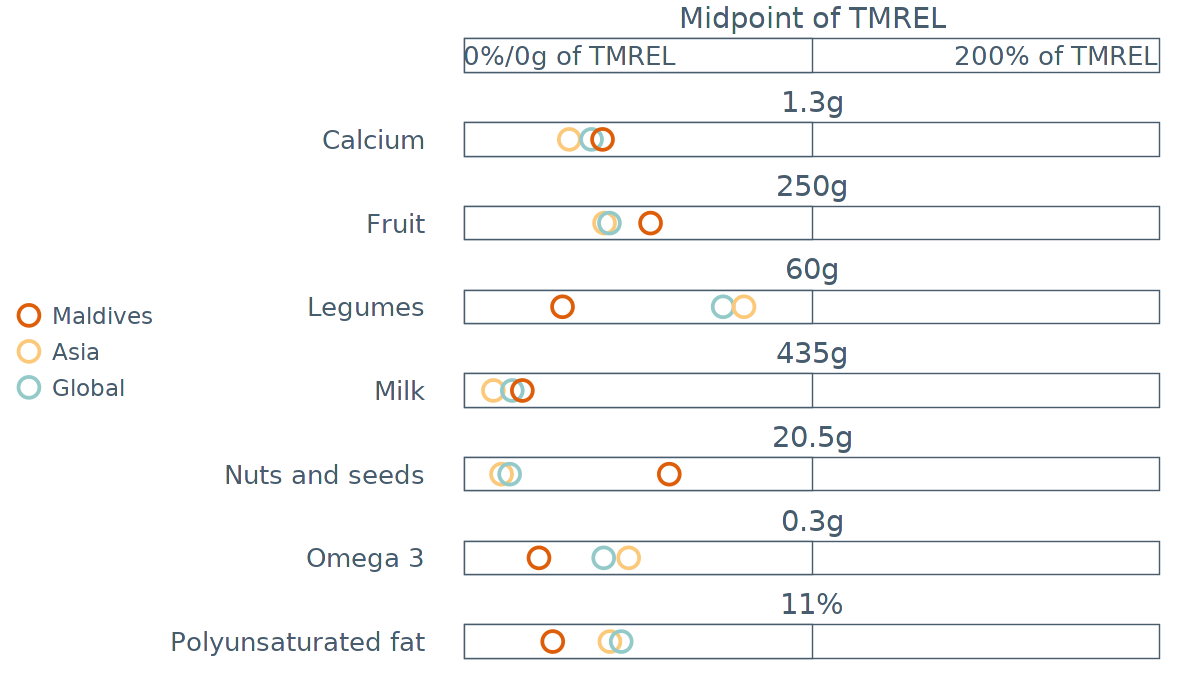 Midpoint of TMREL
0%/0g of TMREL
200% of TMREL
1.3g
Calcium
250g
Fruit
60g
Legumes
435g
Milk
20.5g
Nuts and seeds
0.3g
Omega 3
11%
Polyunsaturated fat
Maldives
Asia
Global